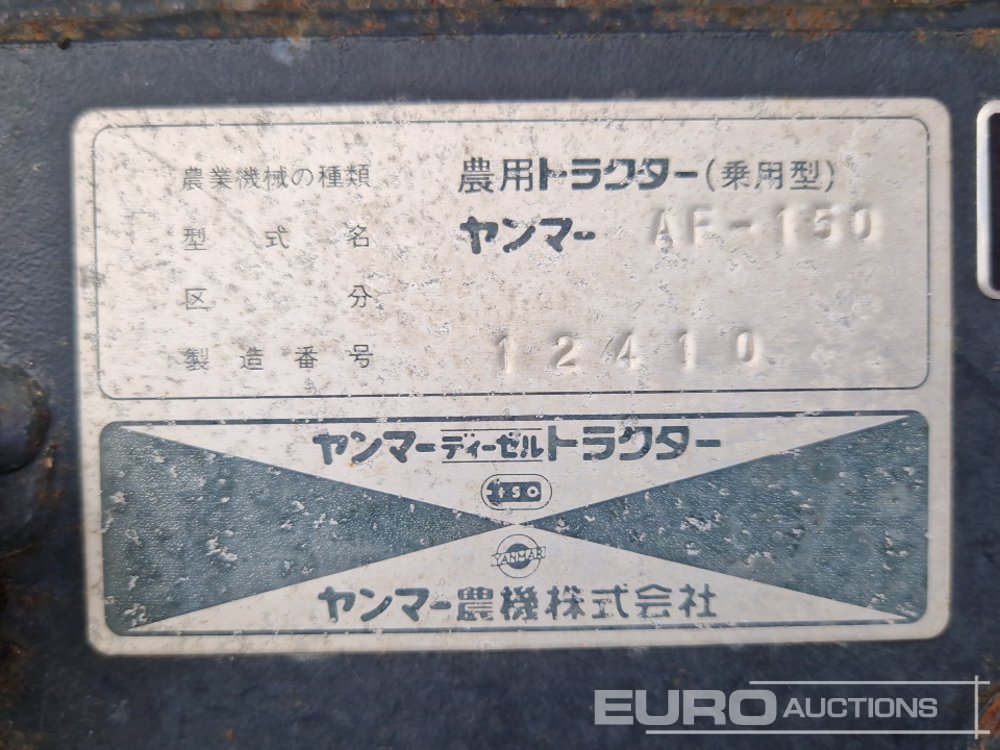 農業機械の種類 農用トラクター(乗用型)
型式名 ヤンマー AF-150
区分
製造番号 12410
ヤンマーディーゼルトラクター
ISO
YANMAR
ヤンマー農機株式会社
EURO AUCTIONS